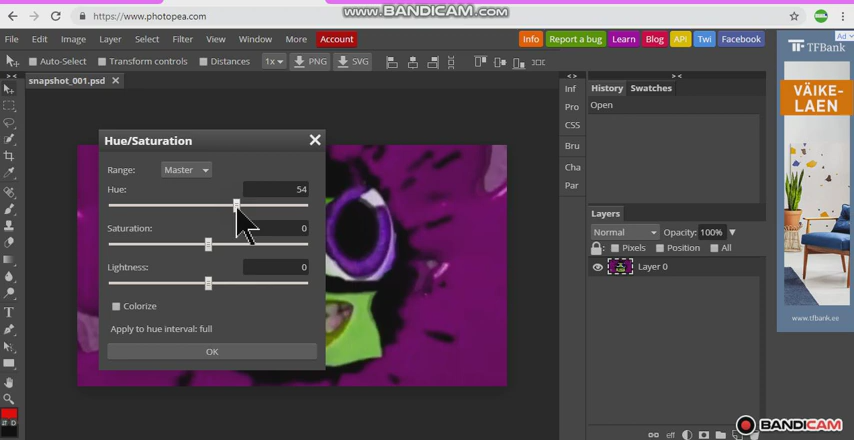 www.BANDICAM.com
https://www.photopea.com
File Edit Image Layer Select Filter View Window More Account
Info Report a bug Learn Blog API Twi Facebook
Auto-Select Transform controls Distances 1x PNG SVG
snapshot_001.psd
Ad
TFBank
VÄIKE-
LAEN
www.tfbank.ee
Hue/Saturation
Range: Master
Hue: 54
Saturation: 0
Lightness: 0
Colorize
Apply to hue interval: full
OK
Inf
Pro
CSS
Bru
Cha
Par
History Swatches
Open
Layers
Normal Opacity: 100%
Pixels Position All
Layer 0
eff
D
BANDICAM